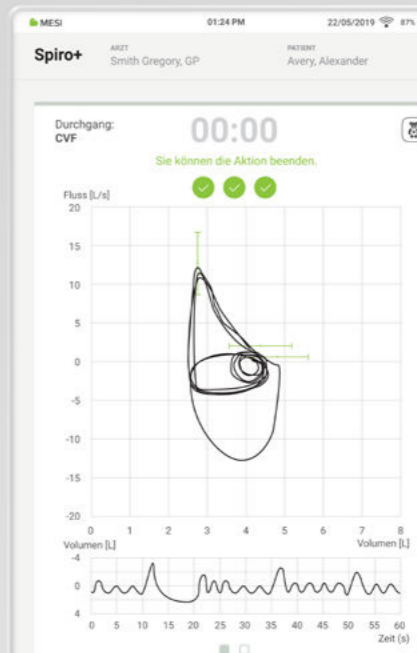 MESI 01:24 PM 22/05/2019 87%
Spiro+
ARZT
Smith Gregory, GP
PATIENT
Avery, Alexander
Durchgang:
CVF
00:00
Sie können die Aktion beenden.
Fluss [L/s]
20
15
10
5
0
-5
-10
-15
-20
0 1 2 3 4 5 6 7 8
Volumen [L] Volumen [L]
-4
0
4
0 5 10 15 20 25 30 35 40 45 50 55 60
Zeit (s)